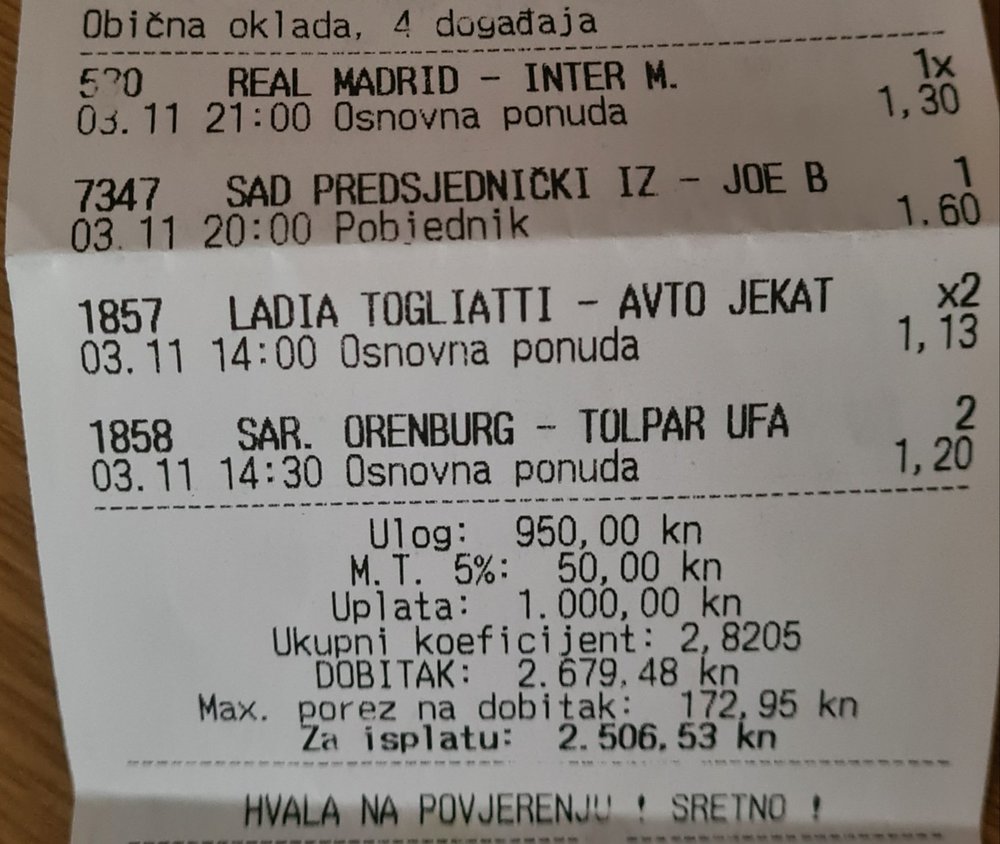 Obična oklada, 4 događaja
REAL MADRID - INTER M. 1x
03.11 21:00 Osnovna ponuda 1,30
7347 SAD PREDSJEDNIČKI IZ - JOE B 1
03.11 20:00 Pobjednik 1.60
1857 LADIA TOGLIATTI - AVTO JEKAT x2
03.11 14:00 Osnovna ponuda 1,13
1858 SAR. ORENBURG - TOLPAR UFA 2
03.11 14:30 Osnovna ponuda 1,20
Ulog: 950,00 kn
M.T. 5%: 50,00 kn
Uplata: 1.000,00 kn
Ukupni koeficijent: 2,8205
DOBITAK: 2.679,48 kn
Max. porez na dobitak: 172,95 kn
Za isplatu: 2.506,53 kn
HVALA NA POVJERENJU ! SRETNO !